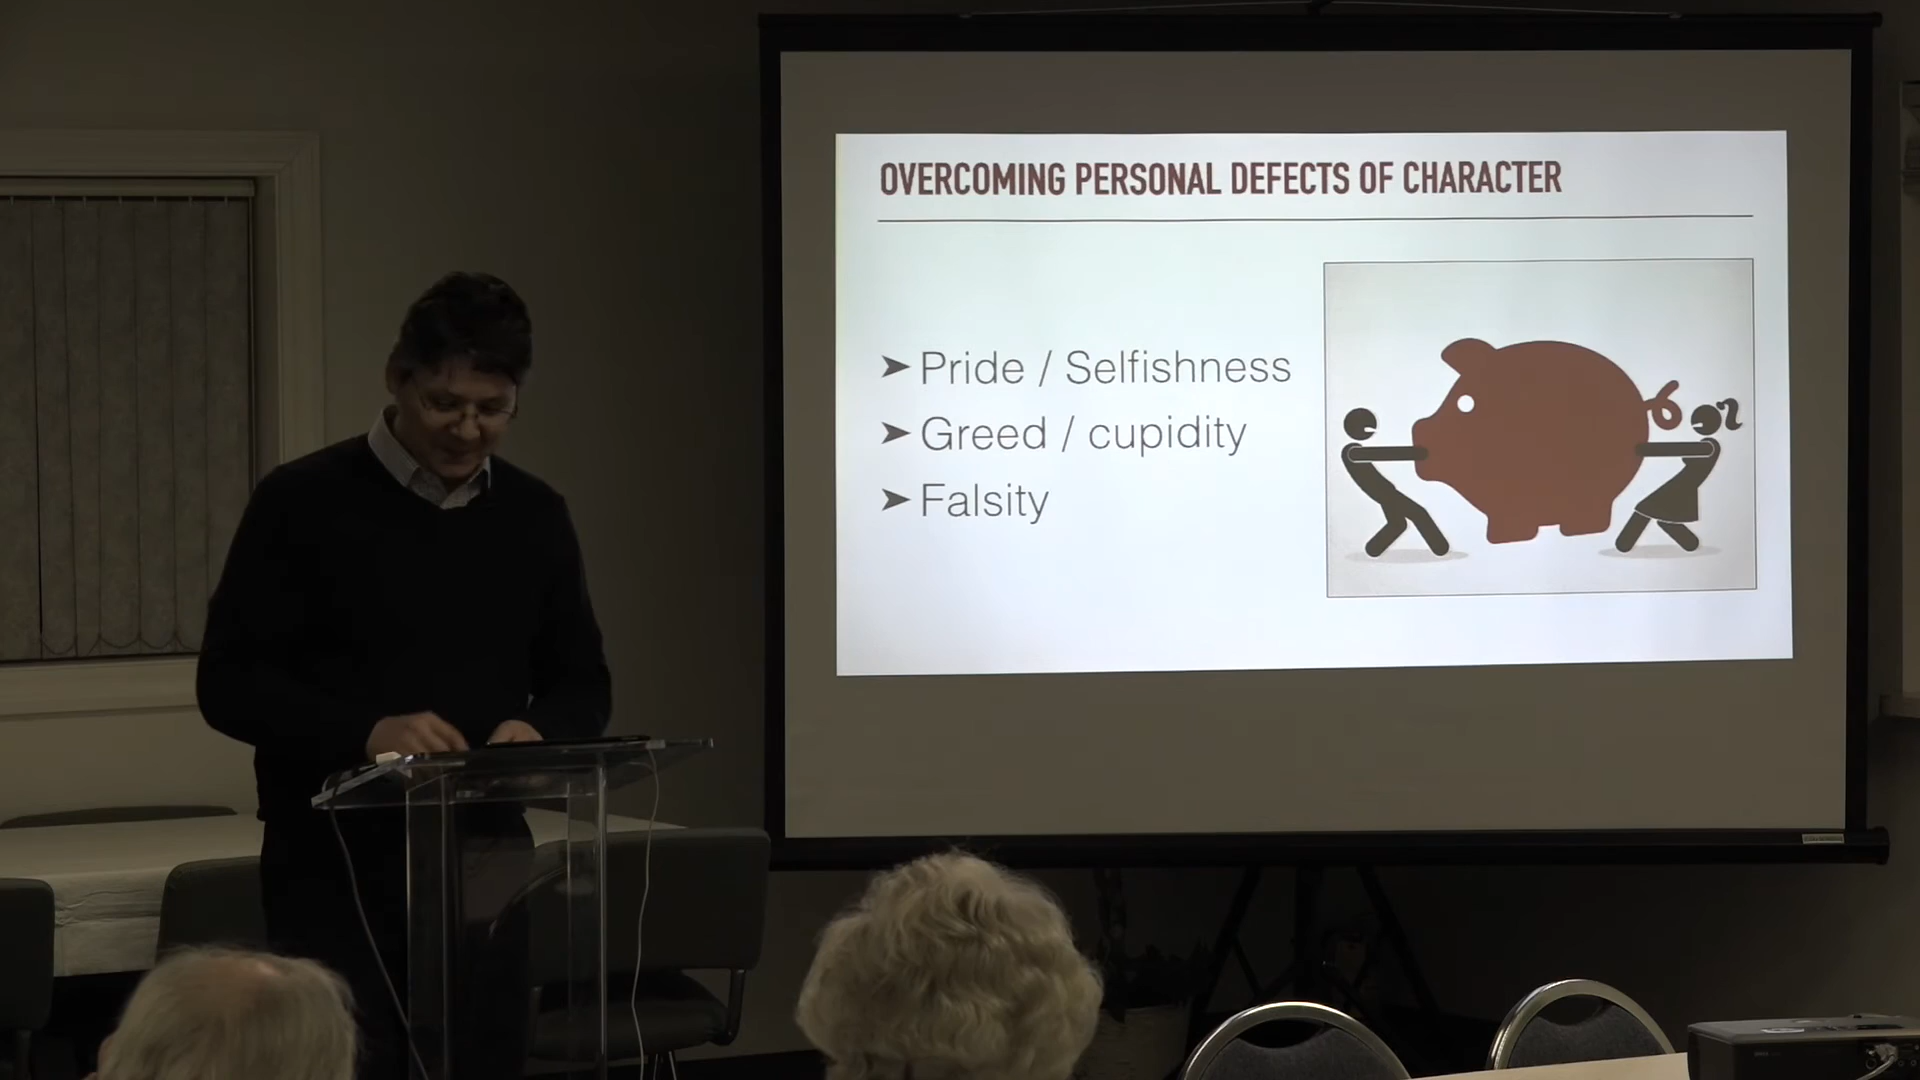 OVERCOMING PERSONAL DEFECTS OF CHARACTER
➤ Pride / Selfishness
➤ Greed / cupidity
➤ Falsity